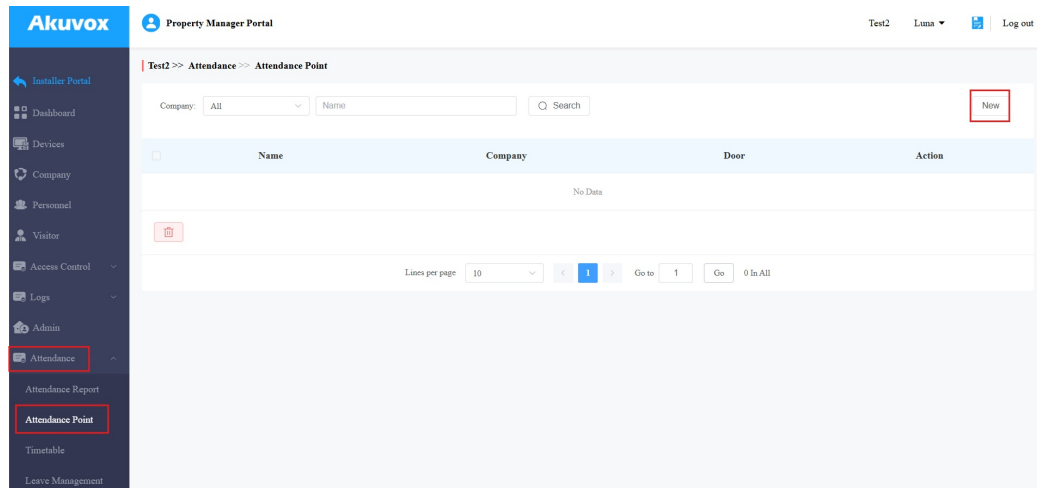 Akuvox
Property Manager Portal
Test2
Luna
Log out
Test2 >> Attendance >> Attendance Point
Installer Portal
Dashboard
Devices
Company
Personnel
Visitor
Access Control
Logs
Admin
Attendance
Attendance Report
Attendance Point
Timetable
Leave Management
Company: All Name Search New
Name Company Door Action
No Data
Lines per page 10 < 1 > Go to 1 Go 0 In All